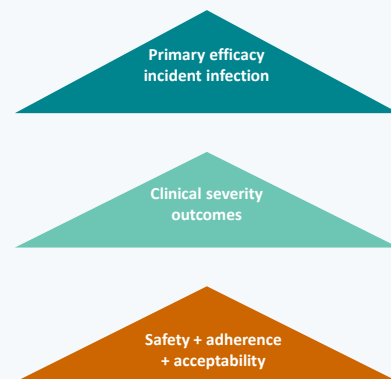 Primary efficacy
incident infection
Clinical severity
outcomes
Safety + adherence
+ acceptability